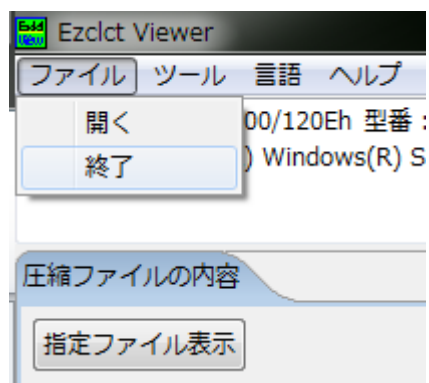 Ezclct Viewer
ファイル ツール 言語 ヘルプ
開く
00/120Eh 型番 :
終了
) Windows(R) S
圧縮ファイルの内容
指定ファイル表示